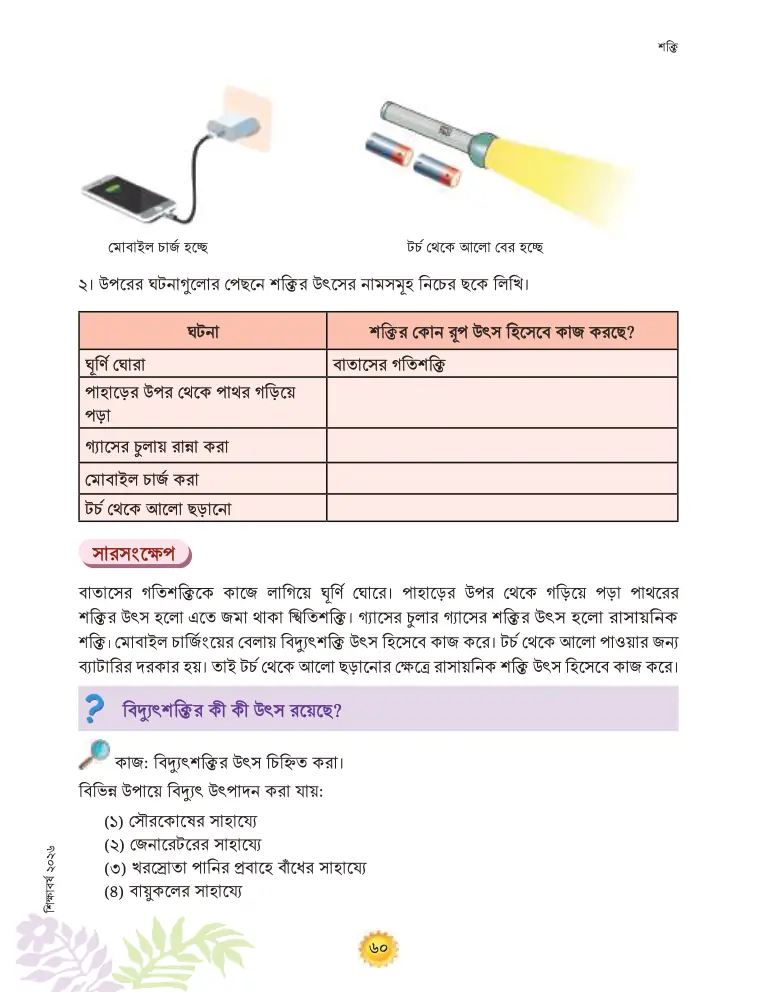 শক্তি
মোবাইল চার্জ হচ্ছে
টর্চ থেকে আলো বের হচ্ছে
২। উপরের ঘটনাগুলোর পেছনে শক্তির উৎসের নামসমূহ নিচের ছকে লিখি।
ঘটনা
শক্তির কোন রূপ উৎস হিসেবে কাজ করছে?
ঘূর্ণি ঘোরা
বাতাসের গতিশক্তি
পাহাড়ের উপর থেকে পাথর গড়িয়ে
পড়া
গ্যাসের চুলায় রান্না করা
মোবাইল চার্জ করা
টর্চ থেকে আলো ছড়ানো
সারসংক্ষেপ
বাতাসের গতিশক্তিকে কাজে লাগিয়ে ঘূর্ণি ঘোরে। পাহাড়ের উপর থেকে গড়িয়ে পড়া পাথরের
শক্তির উৎস হলো এতে জমা থাকা স্থিতিশক্তি। গ্যাসের চুলার গ্যাসের শক্তির উৎস হলো রাসায়নিক
শক্তি। মোবাইল চার্জিংয়ের বেলায় বিদ্যুৎশক্তি উৎস হিসেবে কাজ করে। টর্চ থেকে আলো পাওয়ার জন্য
ব্যাটারির দরকার হয়। তাই টর্চ থেকে আলো ছড়ানোর ক্ষেত্রে রাসায়নিক শক্তি উৎস হিসেবে কাজ করে।
? বিদ্যুৎশক্তির কী কী উৎস রয়েছে?
কাজ: বিদ্যুৎশক্তির উৎস চিহ্নিত করা।
বিভিন্ন উপায়ে বিদ্যুৎ উৎপাদন করা যায়:
(১) সৌরকোষের সাহায্যে
(২) জেনারেটরের সাহায্যে
(৩) খরস্রোতা পানির প্রবাহে বাঁধের সাহায্যে
(৪) বায়ুকলের সাহায্যে
শিক্ষাবর্ষ ২০২৬
৬০